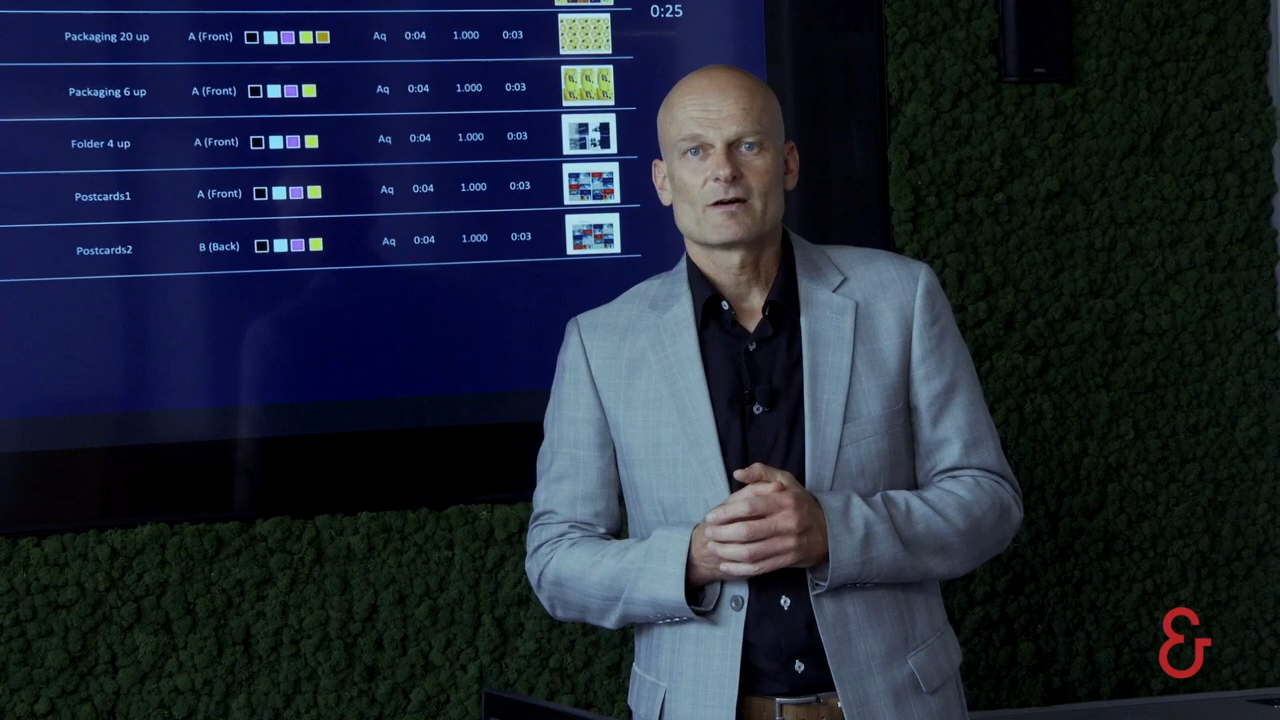 0:25
Packaging 20 up A (Front) Aq 0:04 1.000 0:03
Packaging 6 up A (Front) Aq 0:04 1.000 0:03
Folder 4 up A (Front) Aq 0:04 1.000 0:03
Postcards1 A (Front) Aq 0:04 1.000 0:03
Postcards2 B (Back) Aq 0:04 1.000 0:03
&